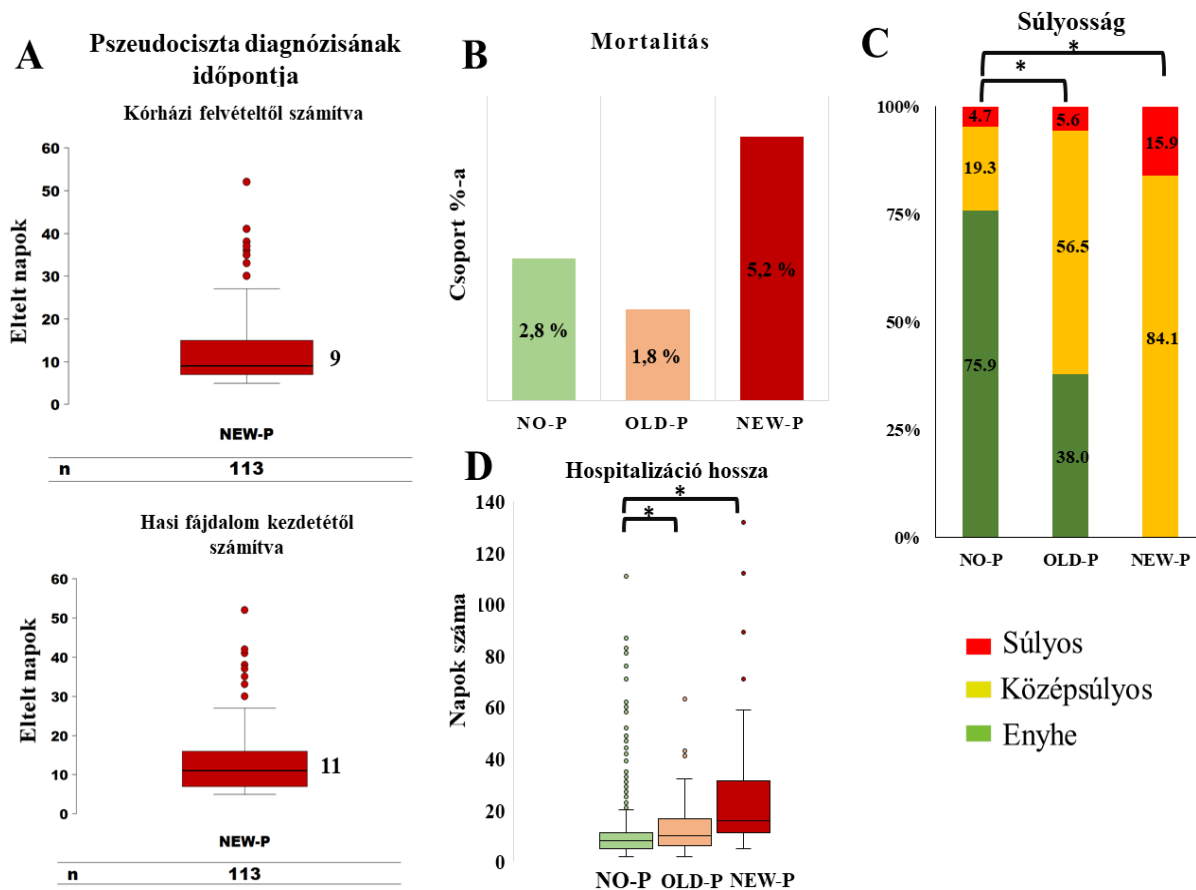 A
Pszeudociszta diagnózisának
időpontja
Kórházi felvételtől számítva
Eltelt napok
60
50
40
30
20
10
0
9
NEW-P
n 113
Hasi fájdalom kezdetétől
számítva
Eltelt napok
60
50
40
30
20
10
0
11
NEW-P
n 113
B
Mortalitás
Csoport %-a
2,8 %
1,8 %
5,2 %
NO-P OLD-P NEW-P
C
Súlyosság
*
*
100%
75%
50%
25%
0%
4.7
19.3
75.9
5.6
56.5
38.0
15.9
84.1
NO-P OLD-P NEW-P
Súlyos
Középsúlyos
Enyhe
D
Hospitalizáció hossza
*
*
Napok száma
140
120
100
80
60
40
20
0
NO-P OLD-P NEW-P